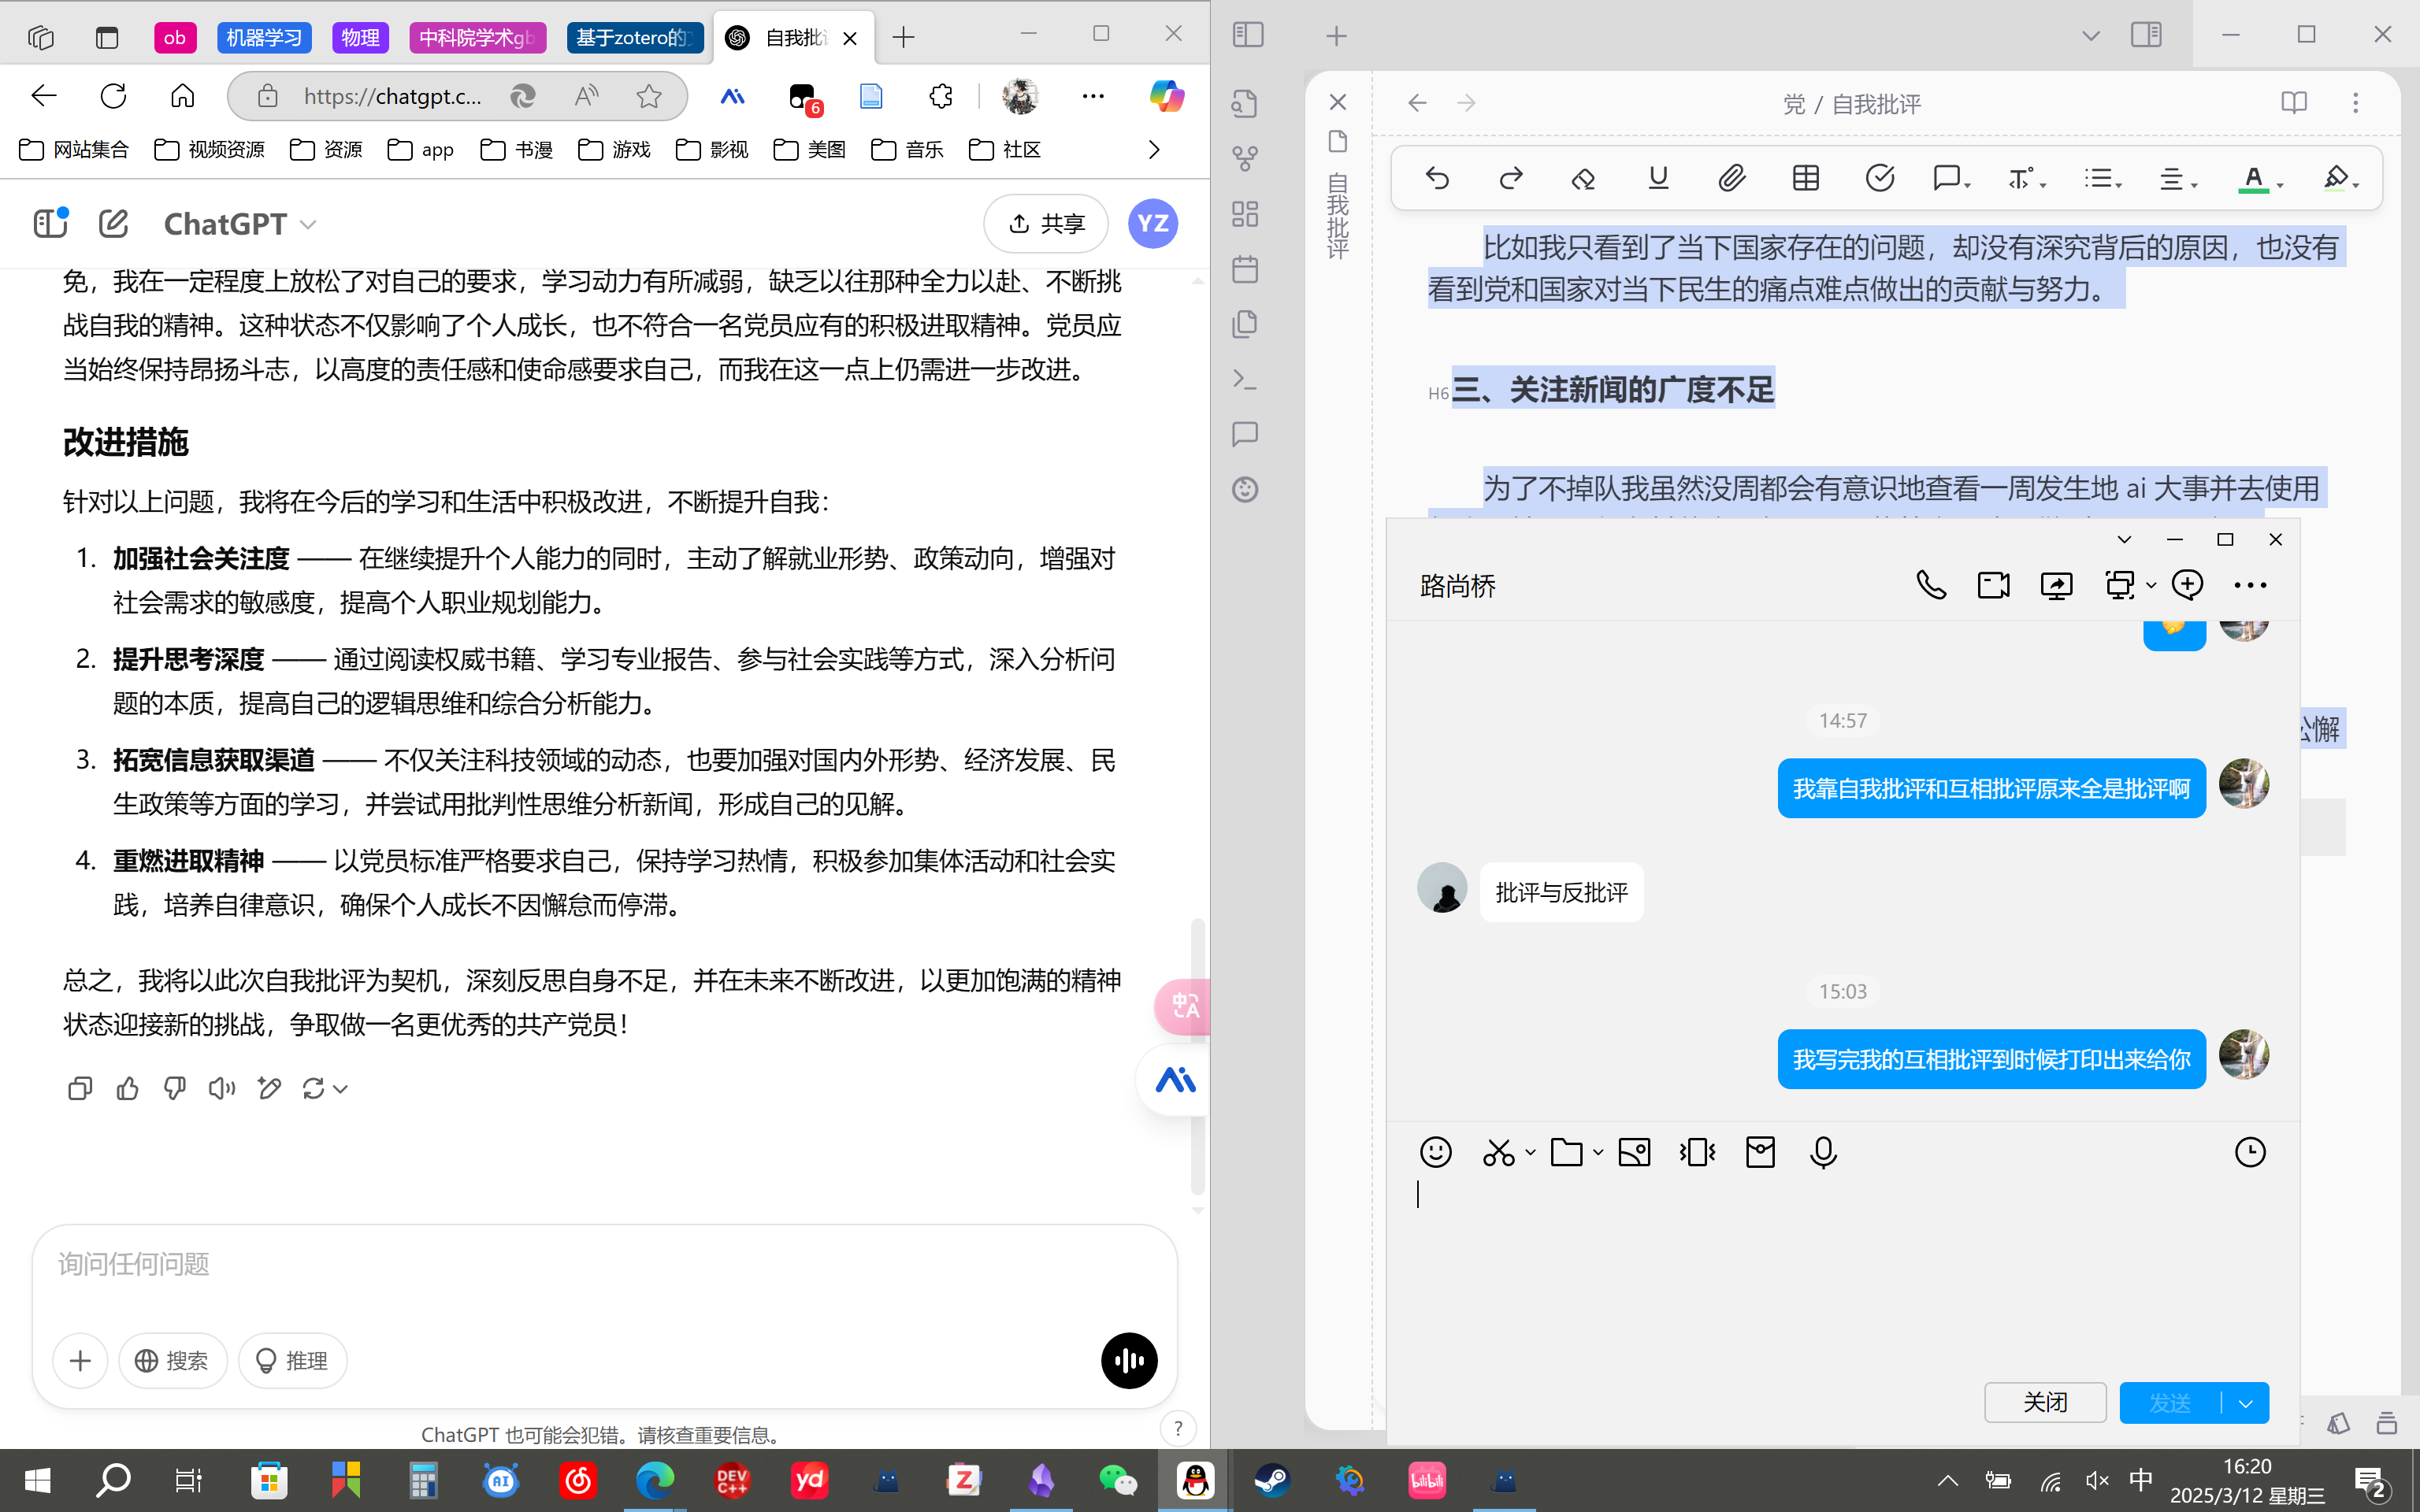 ob
机器学习
物理
中科院学术gb
基于zotero的
自我批
https://chatgpt.c...
6
网站集合
视频资源
资源
app
书漫
游戏
影视
美图
音乐
社区
ChatGPT
共享
YZ
免，我在一定程度上放松了对自己的要求，学习动力有所减弱，缺乏以往那种全力以赴、不断挑
战自我的精神。这种状态不仅影响了个人成长，也不符合一名党员应有的积极进取精神。党员应
当始终保持昂扬斗志，以高度的责任感和使命感要求自己，而我在这一点上仍需进一步改进。
改进措施
针对以上问题，我将在今后的学习和生活中积极改进，不断提升自我：
1. 加强社会关注度 —— 在继续提升个人能力的同时，主动了解就业形势、政策动向，增强对
社会需求的敏感度，提高个人职业规划能力。
2. 提升思考深度 —— 通过阅读权威书籍、学习专业报告、参与社会实践等方式，深入分析问
题的本质，提高自己的逻辑思维和综合分析能力。
3. 拓宽信息获取渠道 —— 不仅关注科技领域的动态，也要加强对国内外形势、经济发展、民
生政策等方面的学习，并尝试用批判性思维分析新闻，形成自己的见解。
4. 重燃进取精神 —— 以党员标准严格要求自己，保持学习热情，积极参加集体活动和社会实
践，培养自律意识，确保个人成长不因懈怠而停滞。
总之，我将以此次自我批评为契机，深刻反思自身不足，并在未来不断改进，以更加饱满的精神
状态迎接新的挑战，争取做一名更优秀的共产党员！
询问任何问题
搜索
推理
ChatGPT 也可能会犯错。请核查重要信息。
?
党 / 自我批评
自我批评
比如我只看到了当下国家存在的问题，却没有深究背后的原因，也没有
看到党和国家对当下民生的痛点难点做出的贡献与努力。
H6 三、关注新闻的广度不足
为了不掉队我虽然没周都会有意识地查看一周发生地 ai 大事并去使用
懈
路尚桥
14:57
我靠自我批评和互相批评原来全是批评啊
批评与反批评
15:03
我写完我的互相批评到时候打印出来给你
关闭
发送
AI
DEV C++
yd
Z
bilibili
中
16:20
2025/3/12 星期三
2